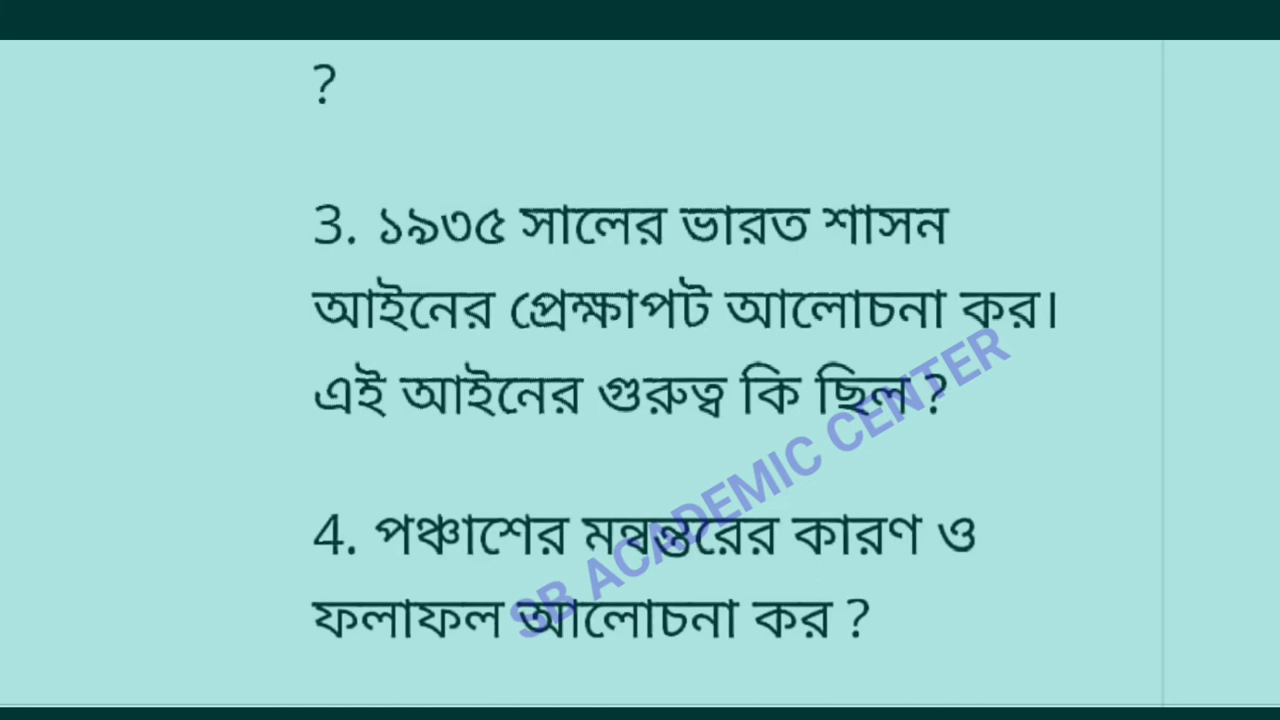 ?
3. ১৯৩৫ সালের ভারত শাসন
আইনের প্রেক্ষাপট আলোচনা কর।
এই আইনের গুরুত্ব কি ছিল ?
4. পঞ্চাশের মন্বন্তরের কারণ ও
ফলাফল আলোচনা কর ?
SB ACADEMIC CENTER